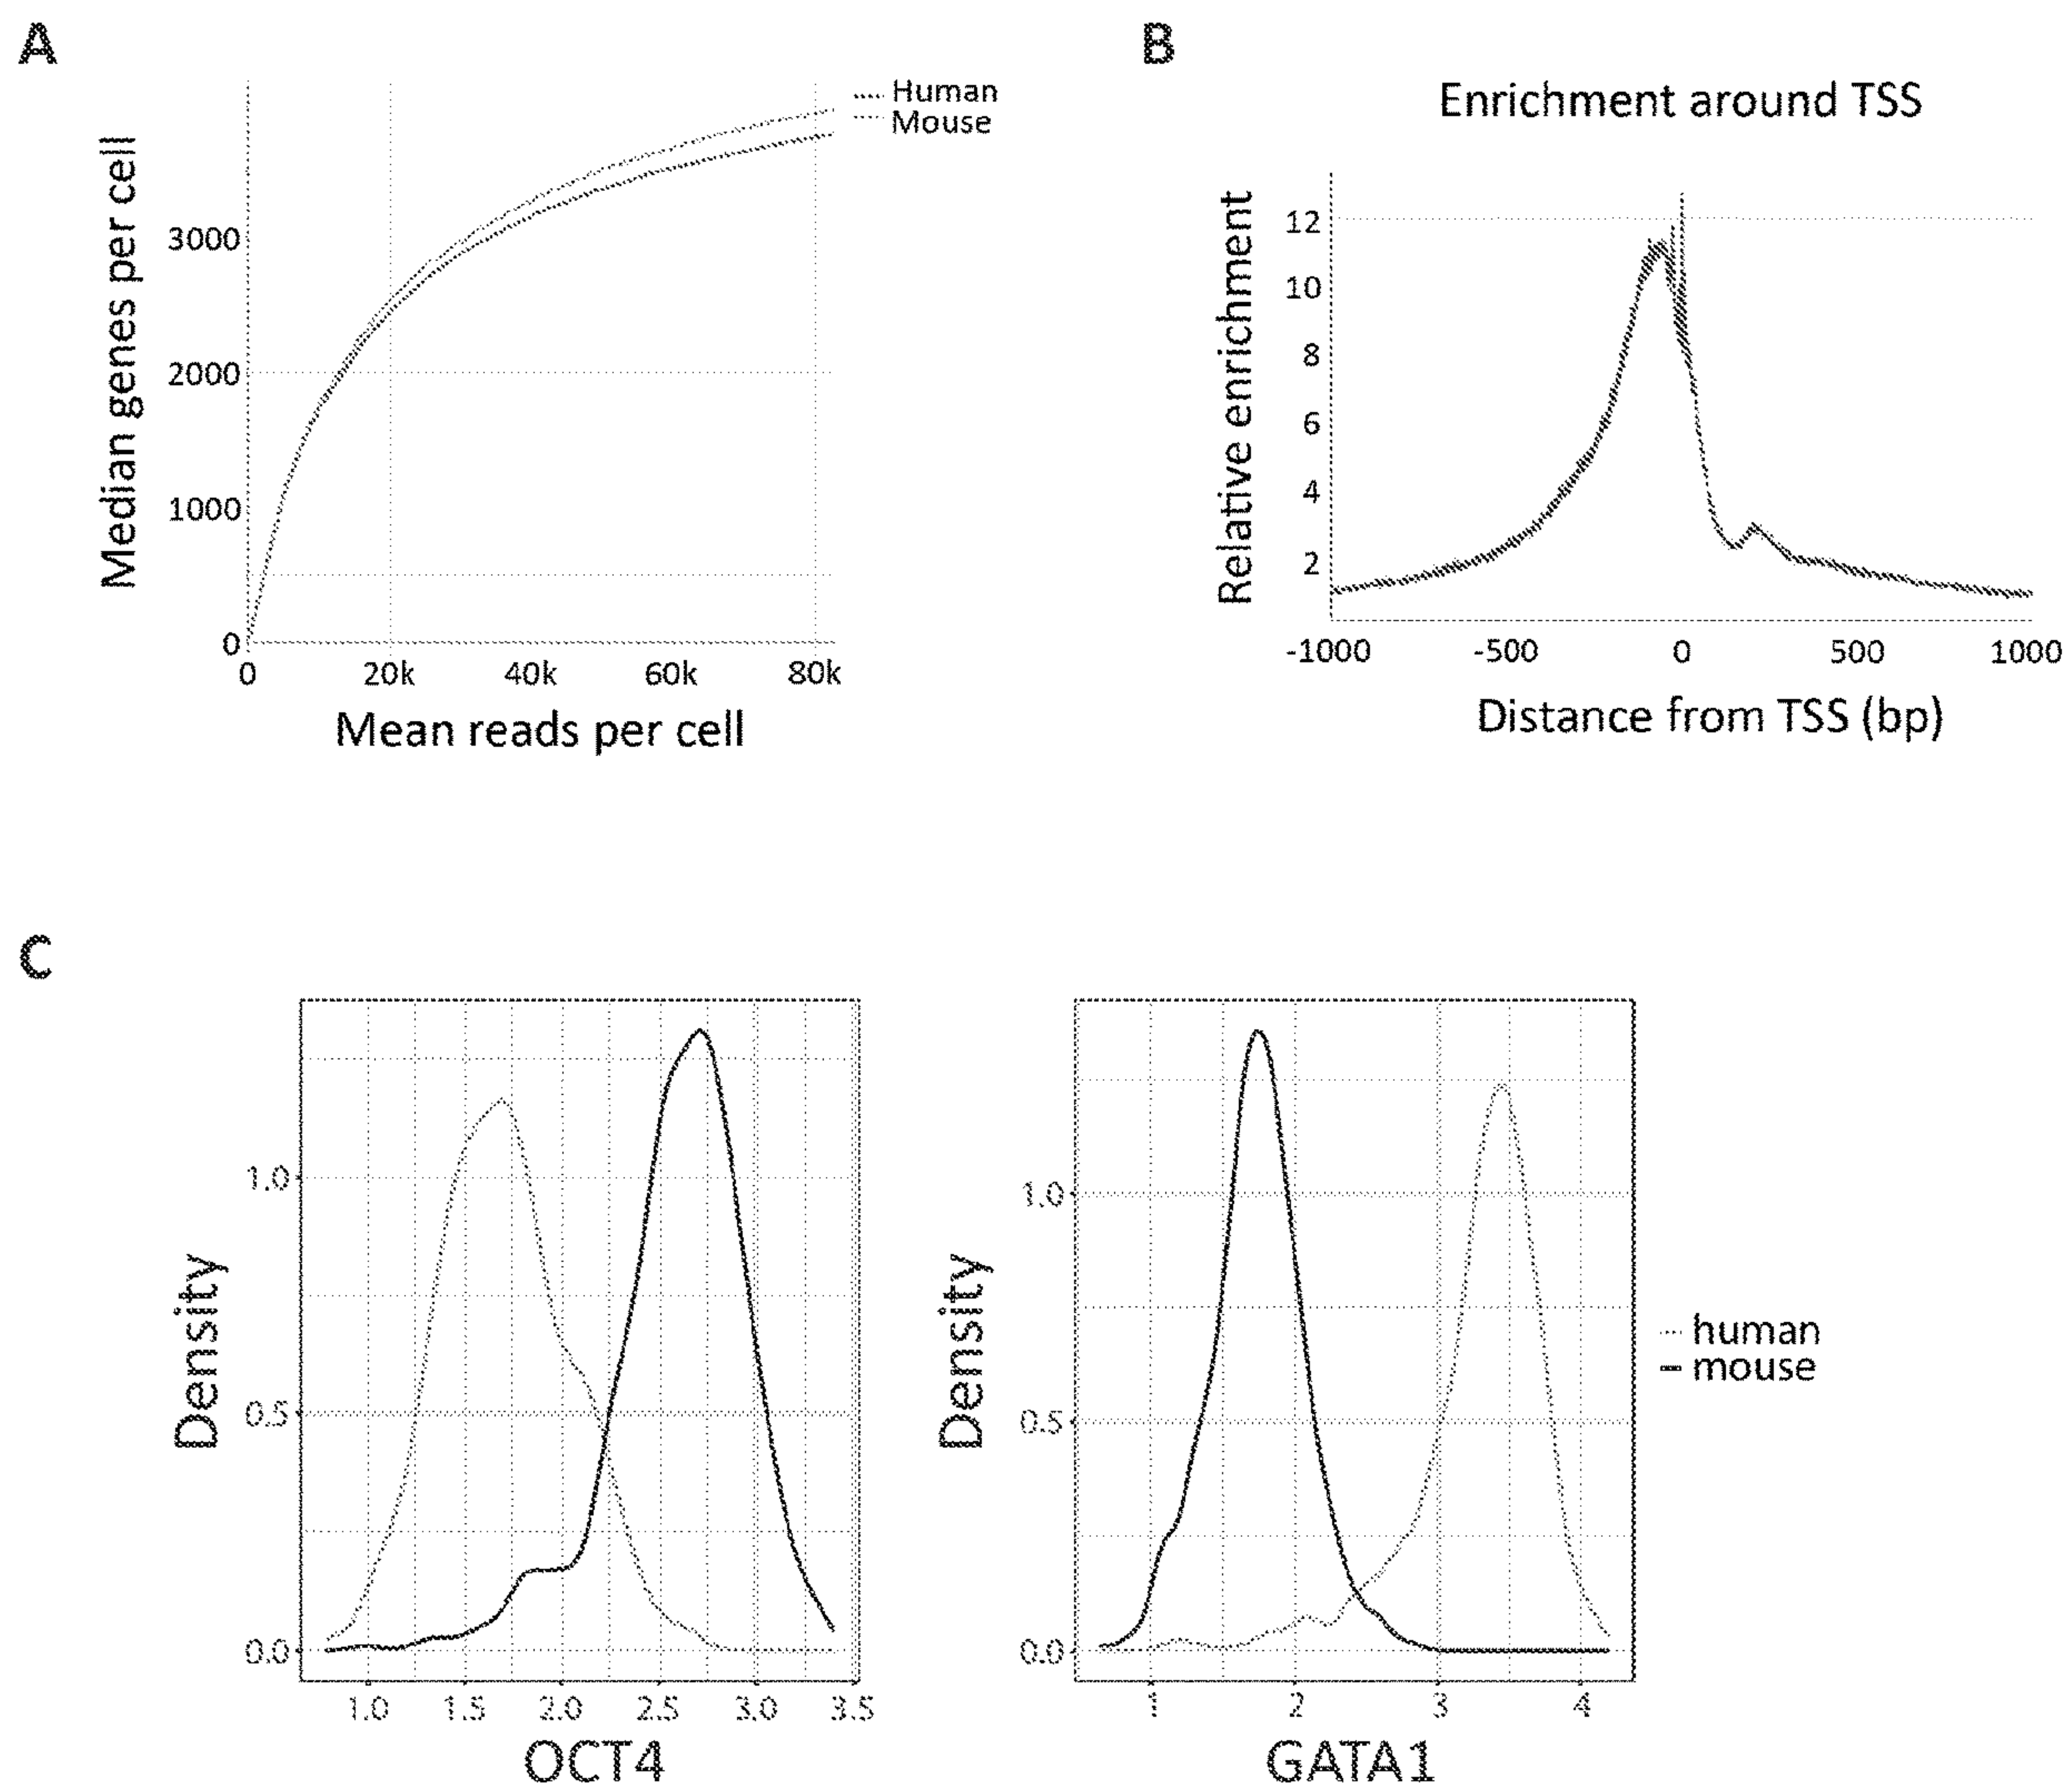 A
Human
Mouse
Median genes per cell
3000
2000
1000
0
0 20k 40k 60k 80k
Mean reads per cell
B
Enrichment around TSS
Relative enrichment
12
10
8
6
4
2
-1000 -500 0 500 1000
Distance from TSS (bp)
C
Density
1.0
0.5
0.0
1.0 1.5 2.0 2.5 3.0 3.5
OCT4
Density
1.0
0.5
0.0
1 2 3 4
GATA1
human
mouse